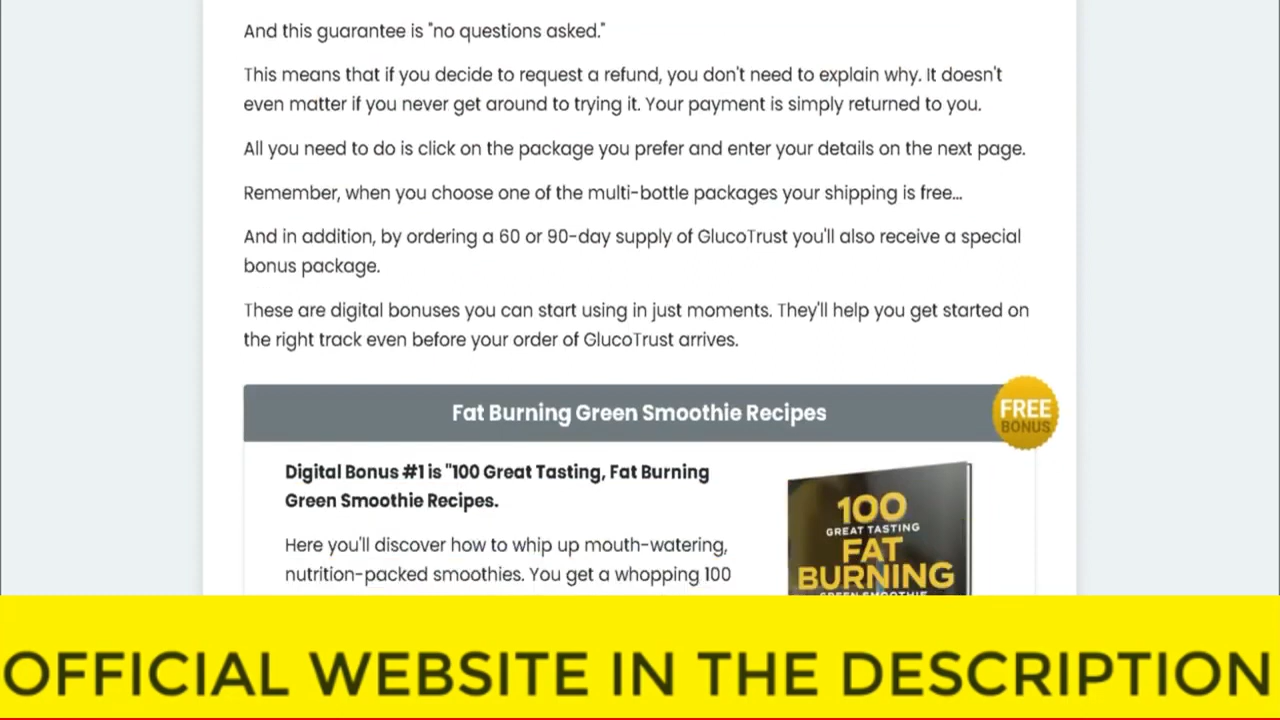 And this guarantee is "no questions asked."
This means that if you decide to request a refund, you don't need to explain why. It doesn't
even matter if you never get around to trying it. Your payment is simply returned to you.
All you need to do is click on the package you prefer and enter your details on the next page.
Remember, when you choose one of the multi-bottle packages your shipping is free...
And in addition, by ordering a 60 or 90-day supply of GlucoTrust you'll also receive a special
bonus package.
These are digital bonuses you can start using in just moments. They'll help you get started on
the right track even before your order of GlucoTrust arrives.
Fat Burning Green Smoothie Recipes
FREE
BONUS
Digital Bonus #1 is "100 Great Tasting, Fat Burning
Green Smoothie Recipes.
Here you'll discover how to whip up mouth-watering,
nutrition-packed smoothies. You get a whopping 100
100
GREAT TASTING
FAT
BURNING
GREEN SMOOTHIE
OFFICIAL WEBSITE IN THE DESCRIPTION